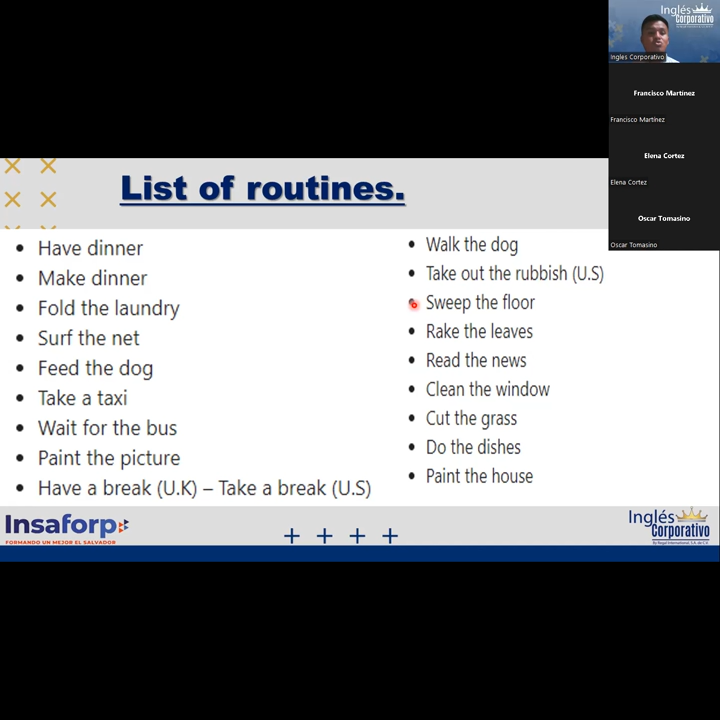 Inglés
Corporativo
Ingles Corporativo
Francisco Martínez
Francisco Martínez
Elena Cortez
Elena Cortez
Oscar Tomasino
Oscar Tomasino
List of routines.
Have dinner
Make dinner
Fold the laundry
Surf the net
Feed the dog
Take a taxi
Wait for the bus
Paint the picture
Have a break (U.K) – Take a break (U.S)
Walk the dog
Take out the rubbish (U.S)
Sweep the floor
Rake the leaves
Read the news
Clean the window
Cut the grass
Do the dishes
Paint the house
Insaforp
FORMANDO UN MEJOR EL SALVADOR
Inglés
Corporativo